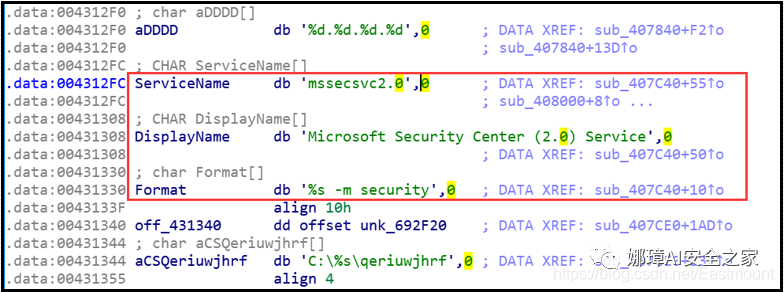 .data:004312F0 ; char aDDDD[]
.data:004312F0 aDDDD db '%d.%d.%d.%d',0 ; DATA XREF: sub_407840+F2↑o
.data:004312F0 ; sub_407840+13D↑o
.data:004312FC ; CHAR ServiceName[]
.data:004312FC ServiceName db 'mssecsvc2.0',0 ; DATA XREF: sub_407C40+55↑o
.data:004312FC ; sub_408000+8↑o ...
.data:00431308 ; CHAR DisplayName[]
.data:00431308 DisplayName db 'Microsoft Security Center (2.0) Service',0
.data:00431308 ; DATA XREF: sub_407C40+50↑o
.data:00431330 ; char Format[]
.data:00431330 Format db '%s -m security',0 ; DATA XREF: sub_407C40+10↑o
.data:0043133F align 10h
.data:00431340 off_431340 dd offset unk_692F20 ; DATA XREF: sub_407CE0+1AD↑o
.data:00431344 ; char aCSQeriuwjhrf[]
.data:00431344 aCSQeriuwjhrf db 'C:\%s\qeriuwjhrf',0 ; DATA XREF:
.data:00431355 align 4
娜璋AI安全之家
https://blog.csdn.net/Eastmount